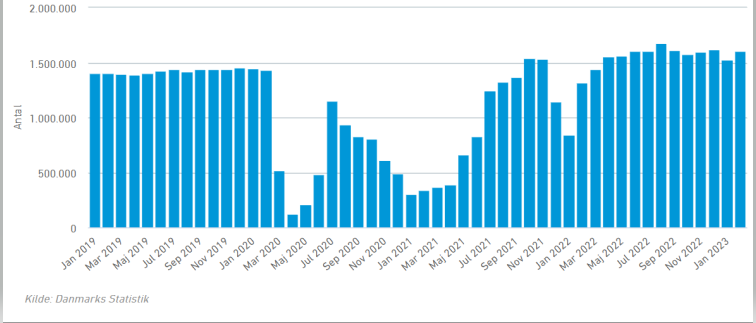 2.000.000
1.500.000
1.000.000
500.000
0
Antal
Jan 2019
Mar 2019
Maj 2019
Jul 2019
Sep 2019
Nov 2019
Jan 2020
Mar 2020
Maj 2020
Jul 2020
Sep 2020
Nov 2020
Jan 2021
Mar 2021
Maj 2021
Jul 2021
Sep 2021
Nov 2021
Jan 2022
Mar 2022
Maj 2022
Jul 2022
Sep 2022
Nov 2022
Jan 2023
Kilde: Danmarks Statistik